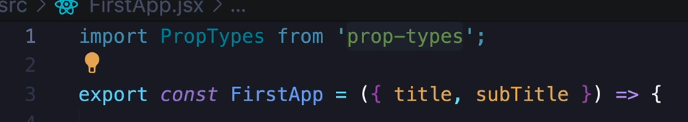 src > FirstApp.jsx > ...
1 import PropTypes from 'prop-types';
2
3 export const FirstApp = ({ title, subTitle }) => {